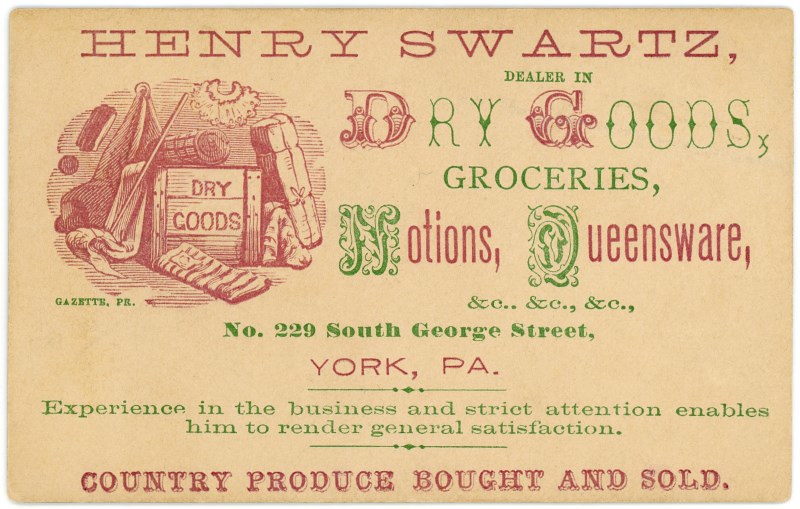 HENRY SWARTZ,
DEALER IN
DRY GOODS,
GROCERIES,
Notions, Queensware,
&c.. &c., &c.,
DRY
GOODS
GAZETTE, PR.
No. 229 South George Street,
YORK, PA.
Experience in the business and strict attention enables
him to render general satisfaction.
COUNTRY PRODUCE BOUGHT AND SOLD.